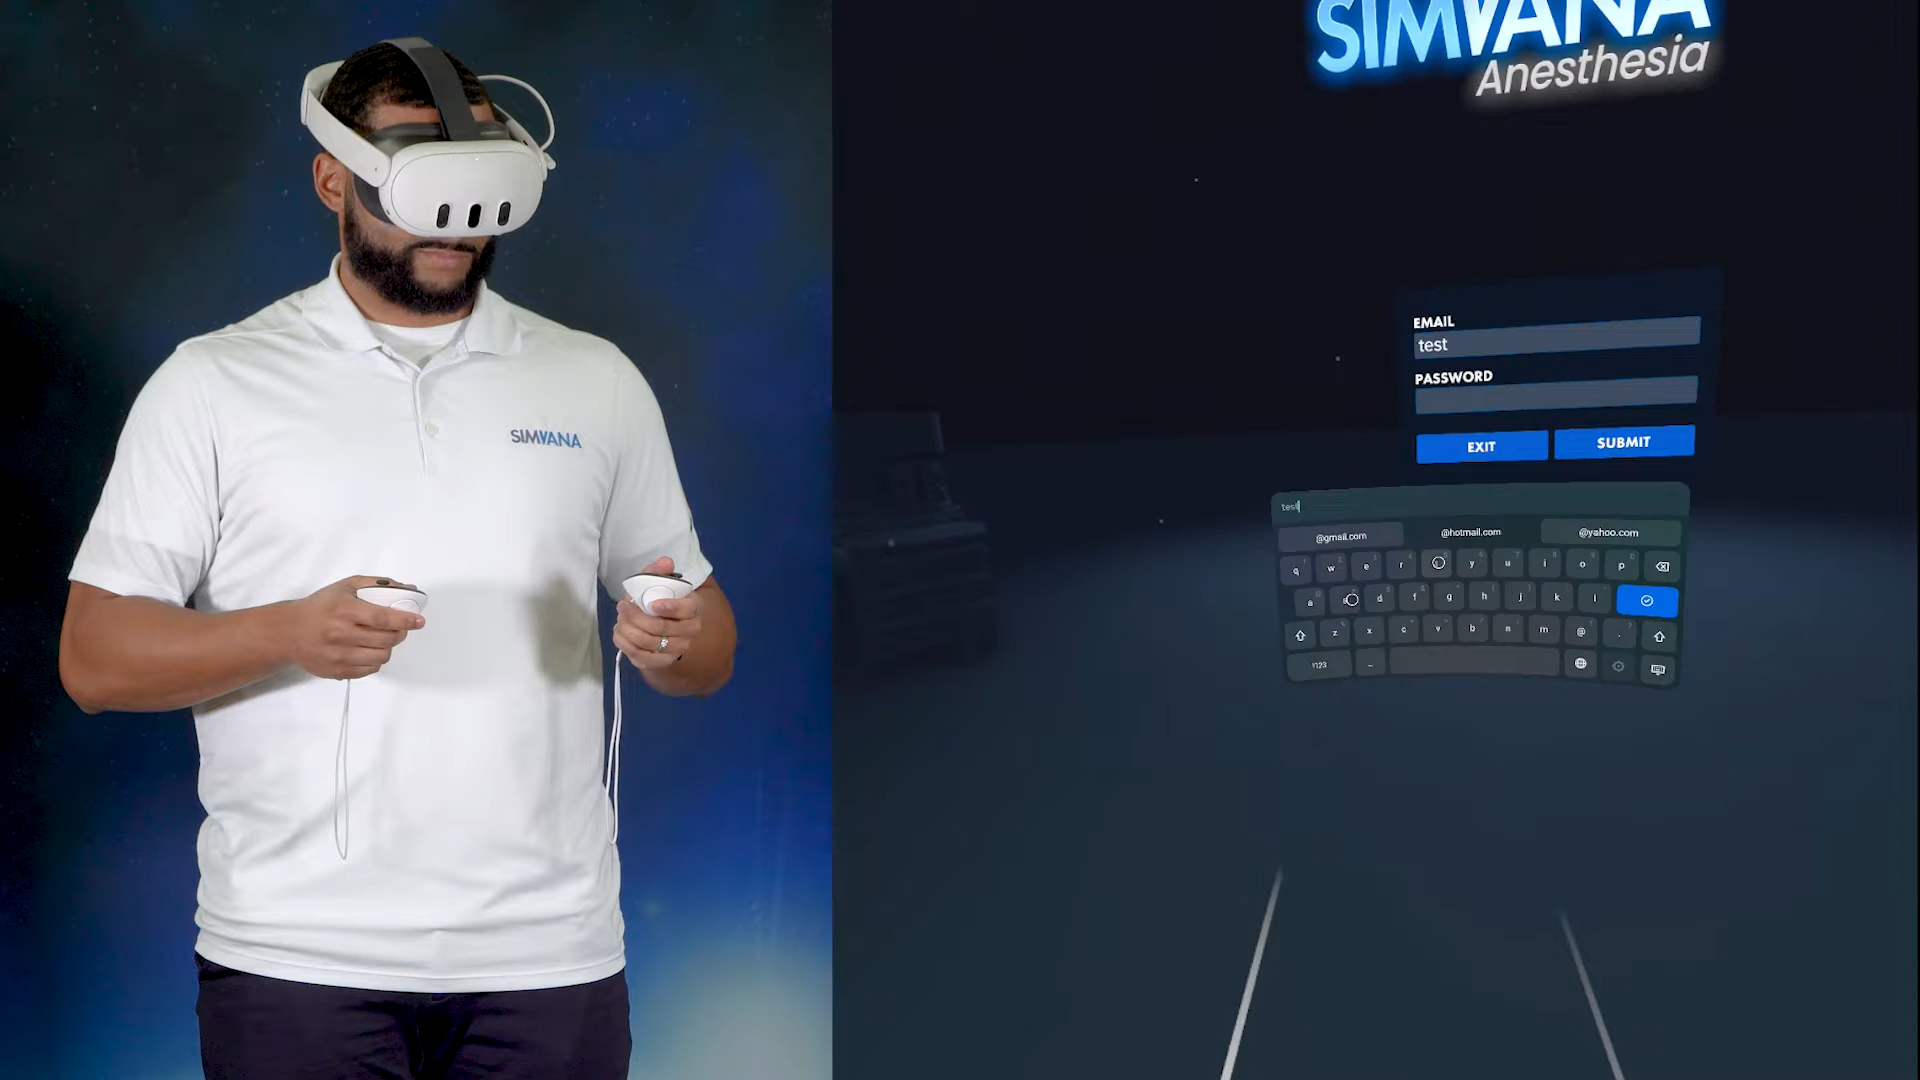 SIMVANA
SIMVANA
Anesthesia
EMAIL
test
PASSWORD
EXIT
SUBMIT
test
@gmail.com
@hotmail.com
@yahoo.com
q w e r y u i o p
a d f g h j k l
z x c v b n m @ .
!123